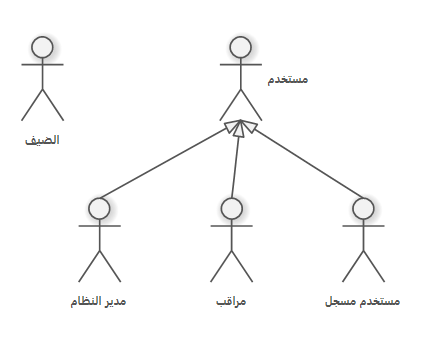 مستخدم
الضيف
مستخدم مسجل
مراقب
مدير النظام